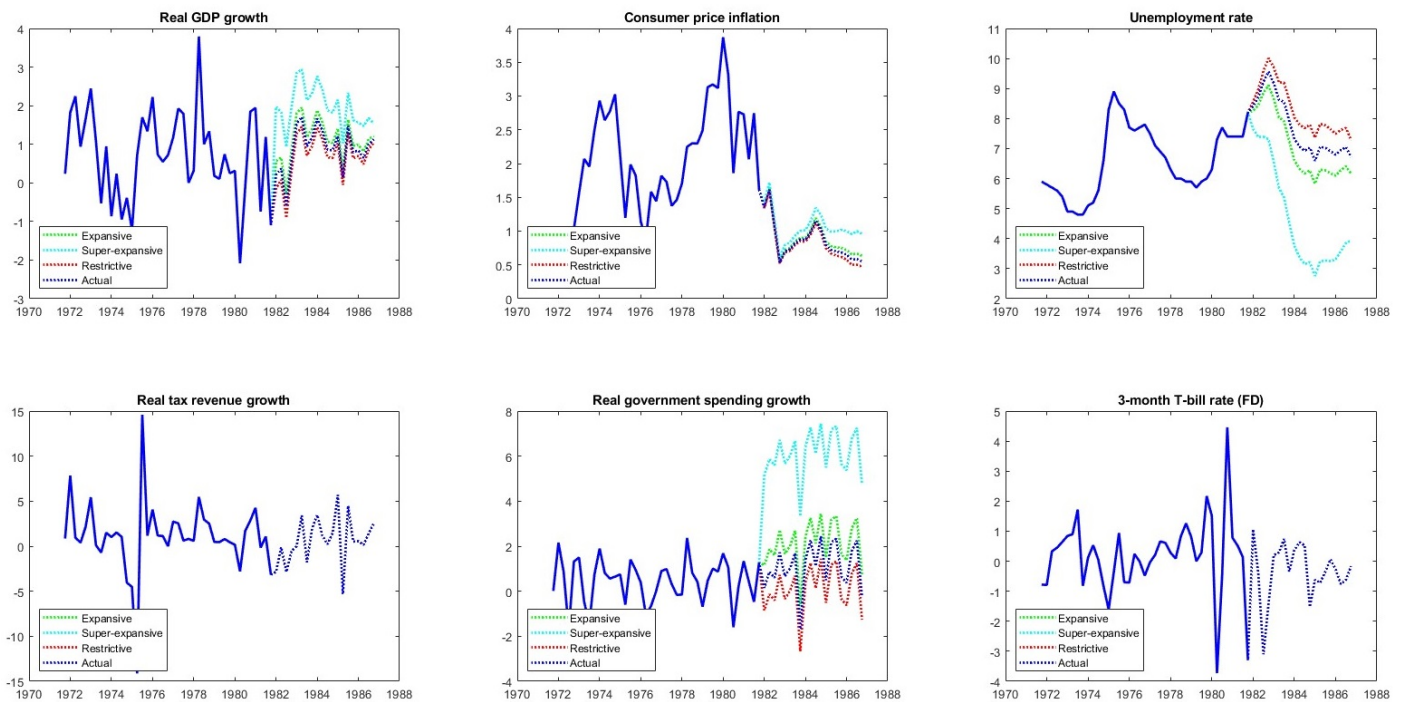 Real GDP growth
4
3
2
1
0
-1
-2
-3
1970 1972 1974 1976 1978 1980 1982 1984 1986 1988
Expansive
Super-expansive
Restrictive
Actual
Consumer price inflation
4
3.5
3
2.5
2
1.5
1
0.5
0
1970 1972 1974 1976 1978 1980 1982 1984 1986 1988
Expansive
Super-expansive
Restrictive
Actual
Unemployment rate
11
10
9
8
7
6
5
4
3
2
1970 1972 1974 1976 1978 1980 1982 1984 1986 1988
Expansive
Super-expansive
Restrictive
Actual
Real tax revenue growth
15
10
5
0
-5
-10
-15
1970 1972 1974 1976 1978 1980 1982 1984 1986 1988
Expansive
Super-expansive
Restrictive
Actual
Real government spending growth
8
6
4
2
0
-2
-4
1970 1972 1974 1976 1978 1980 1982 1984 1986 1988
Expansive
Super-expansive
Restrictive
Actual
3-month T-bill rate (FD)
5
4
3
2
1
0
-1
-2
-3
-4
1970 1972 1974 1976 1978 1980 1982 1984 1986 1988
Expansive
Super-expansive
Restrictive
Actual